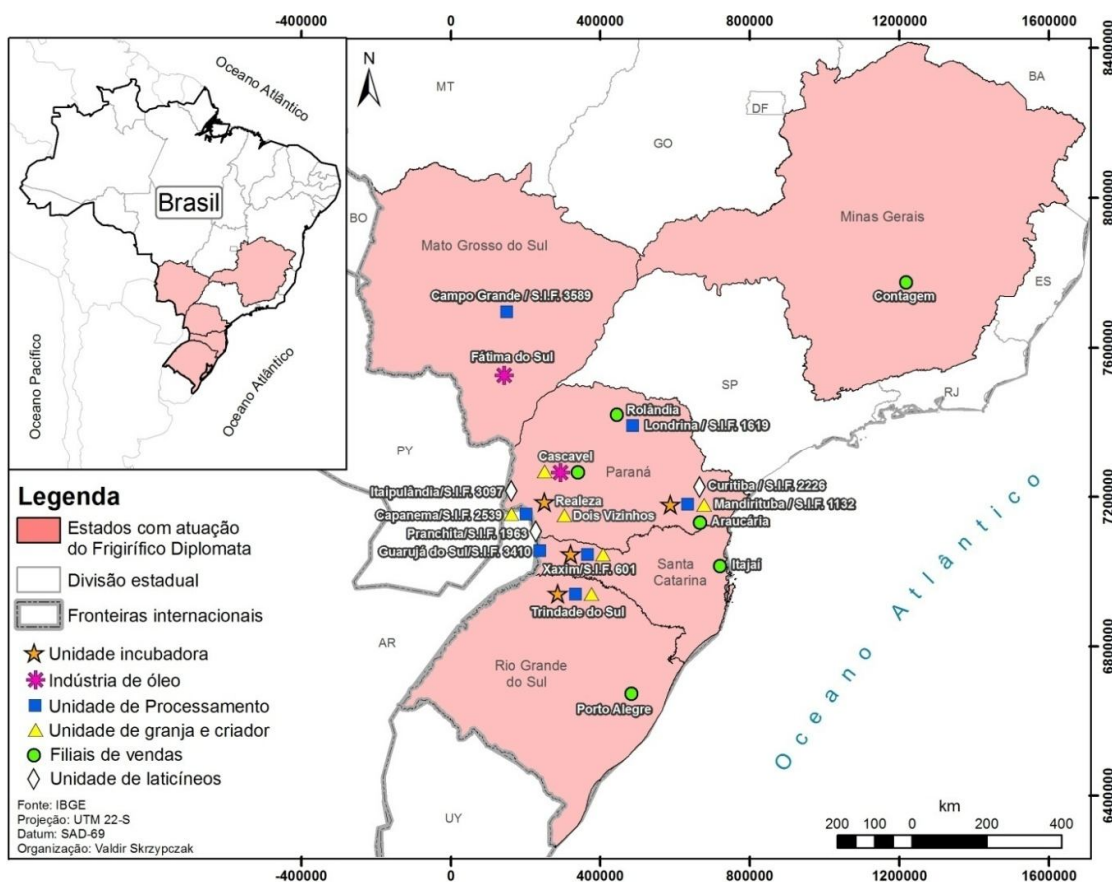 -400000 0 400000 800000 1200000 1600000
8400000
8000000
7600000
7200000
6800000
6400000
Oceano Atlântico
Brasil
Oceano Pacífico
Oceano Atlântico
N
MT
BA
DF
GO
BO
Mato Grosso do Sul
Minas Gerais
ES
Campo Grande / S.I.F. 3589
Contagem
Fátima do Sul
SP
RJ
Rolândia
Londrina / S.I.F. 1619
PY
Cascavel
Paraná
Itaipulândia/S.I.F. 3097
Curitiba / S.I.F. 2226
Realeza
Mandirituba / S.I.F. 1132
Capanema/S.I.F. 2539
Dois Vizinhos
Pranchita/S.I.F. 1963
Araucária
Guarujá do Sul/S.I.F. 3410
Xaxim/S.I.F. 601
Santa
Catarina
Itajaí
Trindade do Sul
AR
Rio Grande
do Sul
Porto Alegre
UY
Oceano Atlântico
Legenda
Estados com atuação
do Frigirífico Diplomata
Divisão estadual
Fronteiras internacionais
Unidade incubadora
Indústria de óleo
Unidade de Processamento
Unidade de granja e criador
Filiais de vendas
Unidade de laticíneos
Fonte: IBGE
Projeção: UTM 22-S
Datum: SAD-69
Organização: Valdir Skrzypczak
km
200 100 0 200 400
-400000 0 400000 800000 1200000 1600000